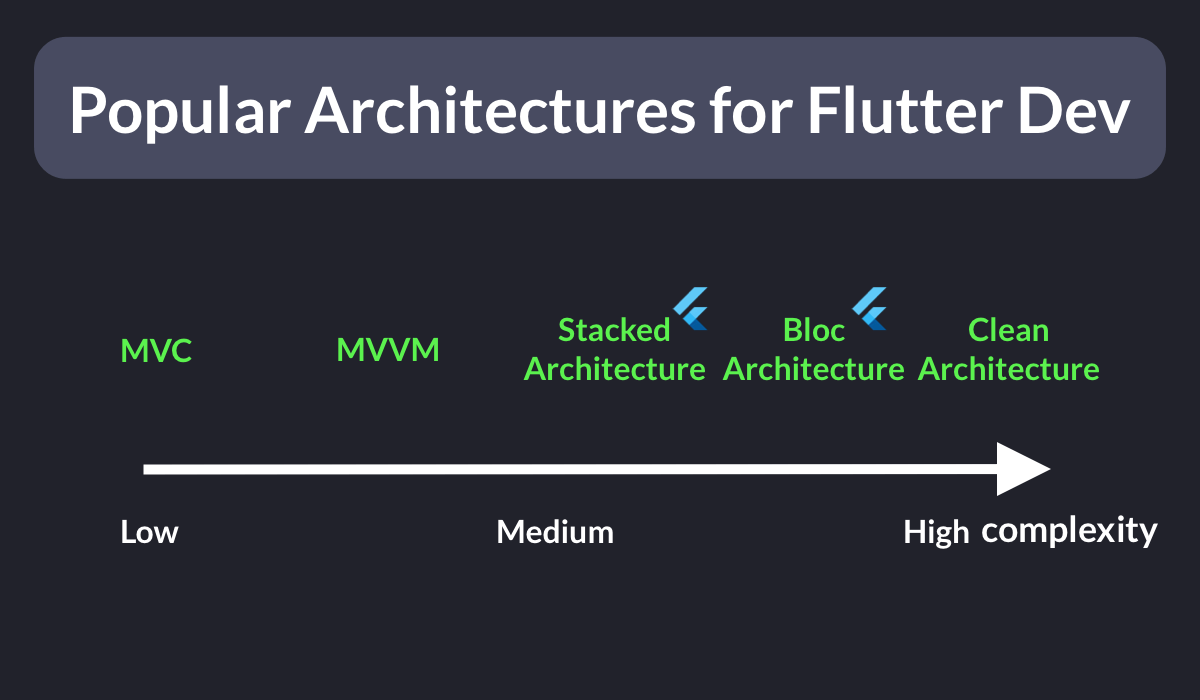 Popular Architectures for Flutter Dev
MVC
MVVM
Stacked
Architecture
Bloc
Architecture
Clean
Architecture
Low
Medium
High complexity